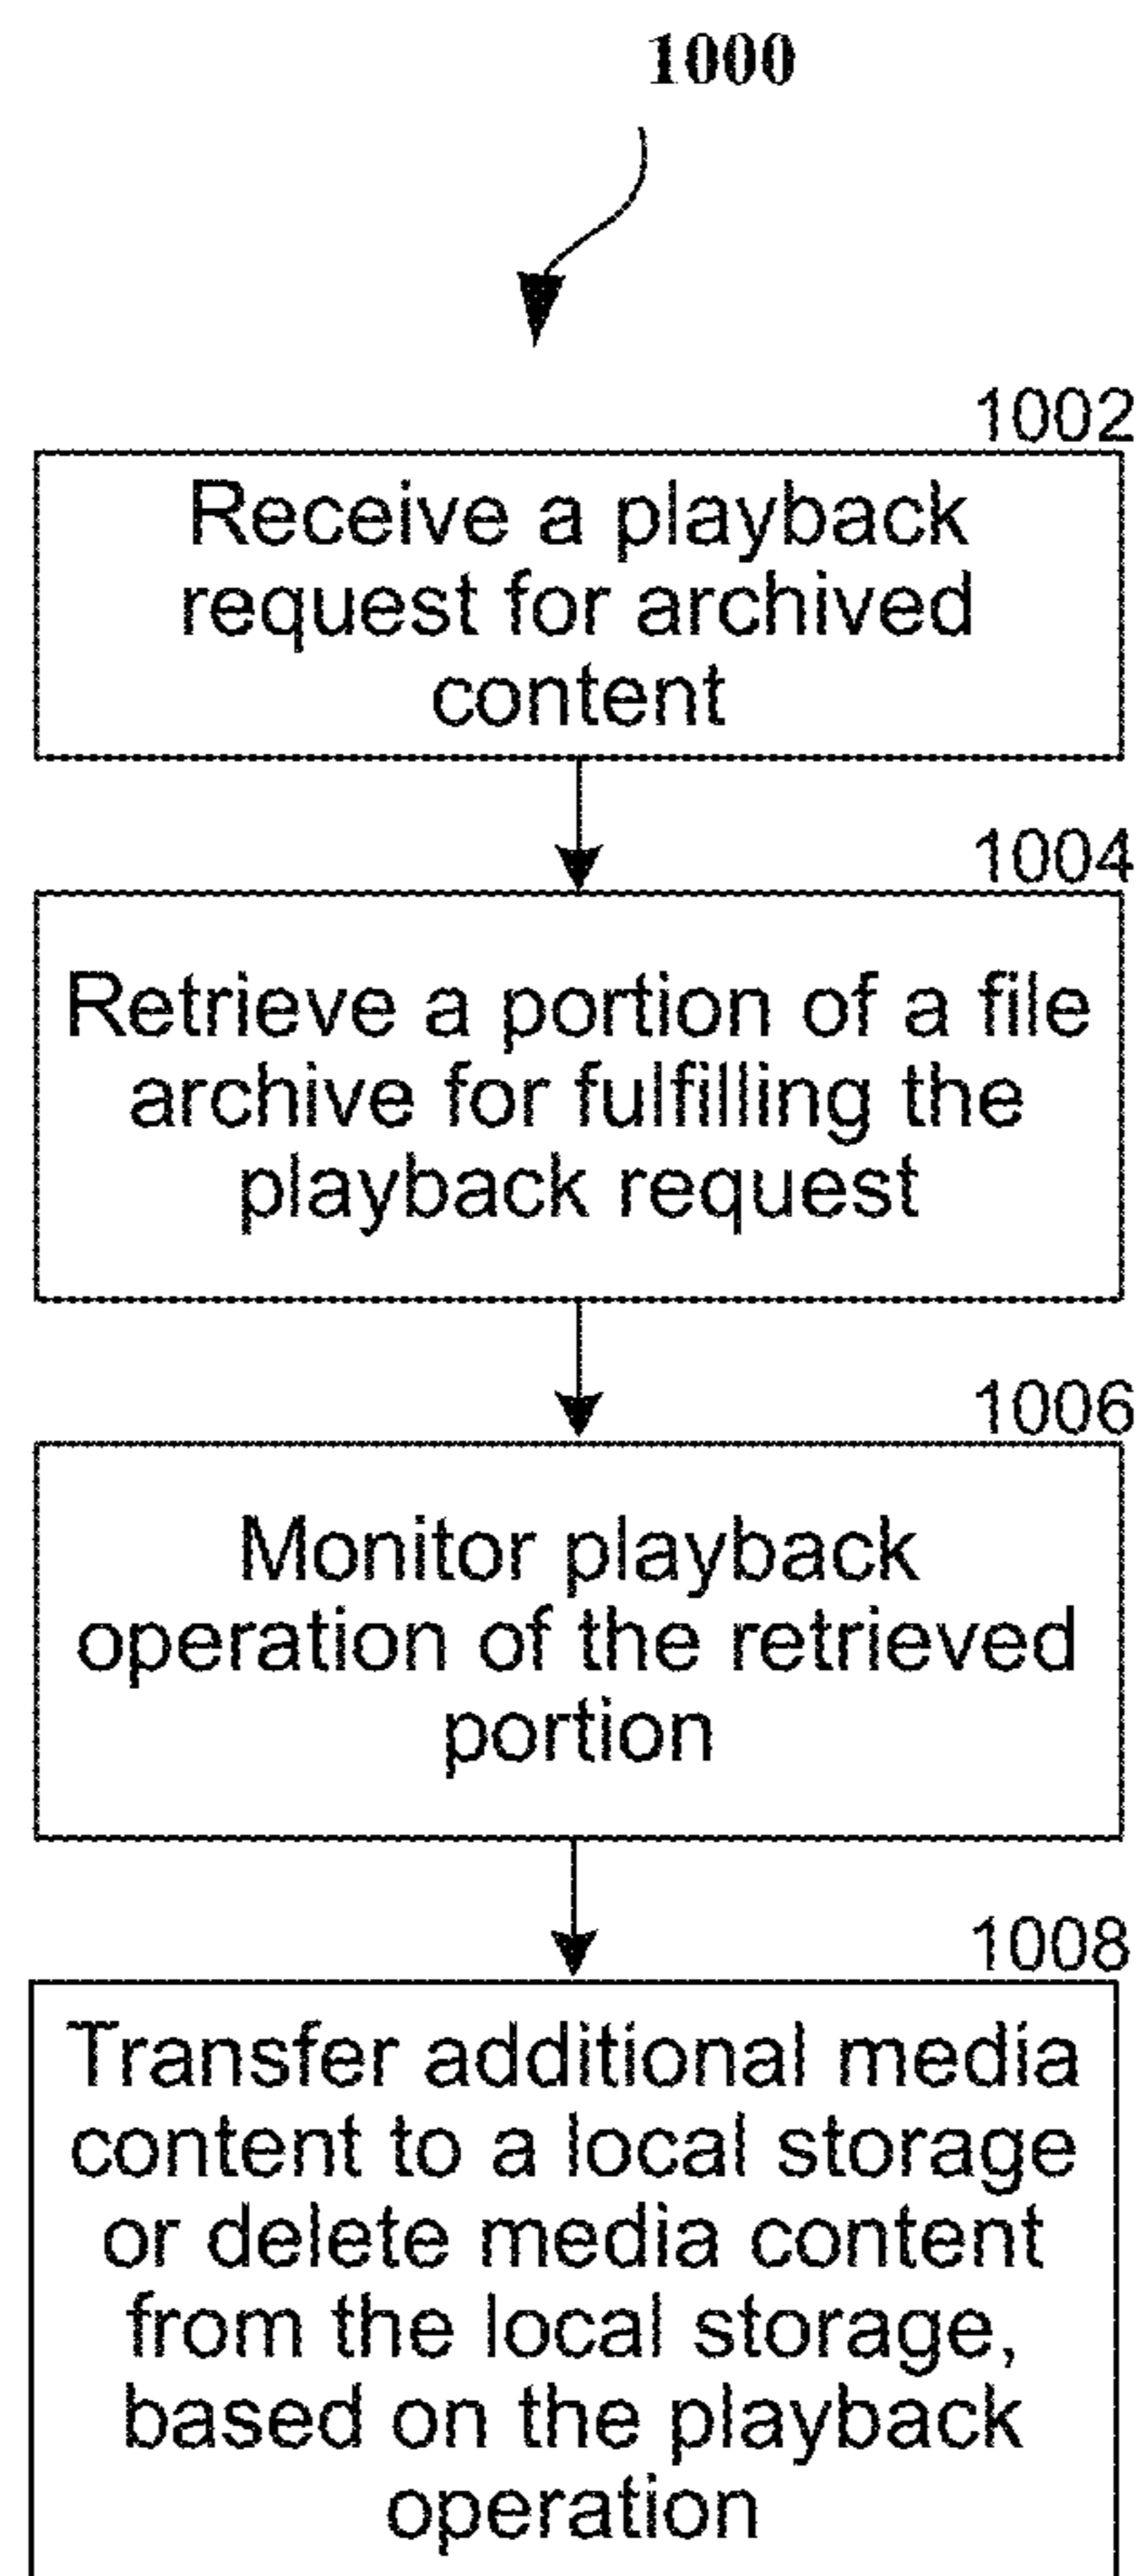 1000
1002
Receive a playback
request for archived
content
1004
Retrieve a portion of a file
archive for fulfilling the
playback request
1006
Monitor playback
operation of the retrieved
portion
1008
Transfer additional media
content to a local storage
or delete media content
from the local storage,
based on the playback
operation